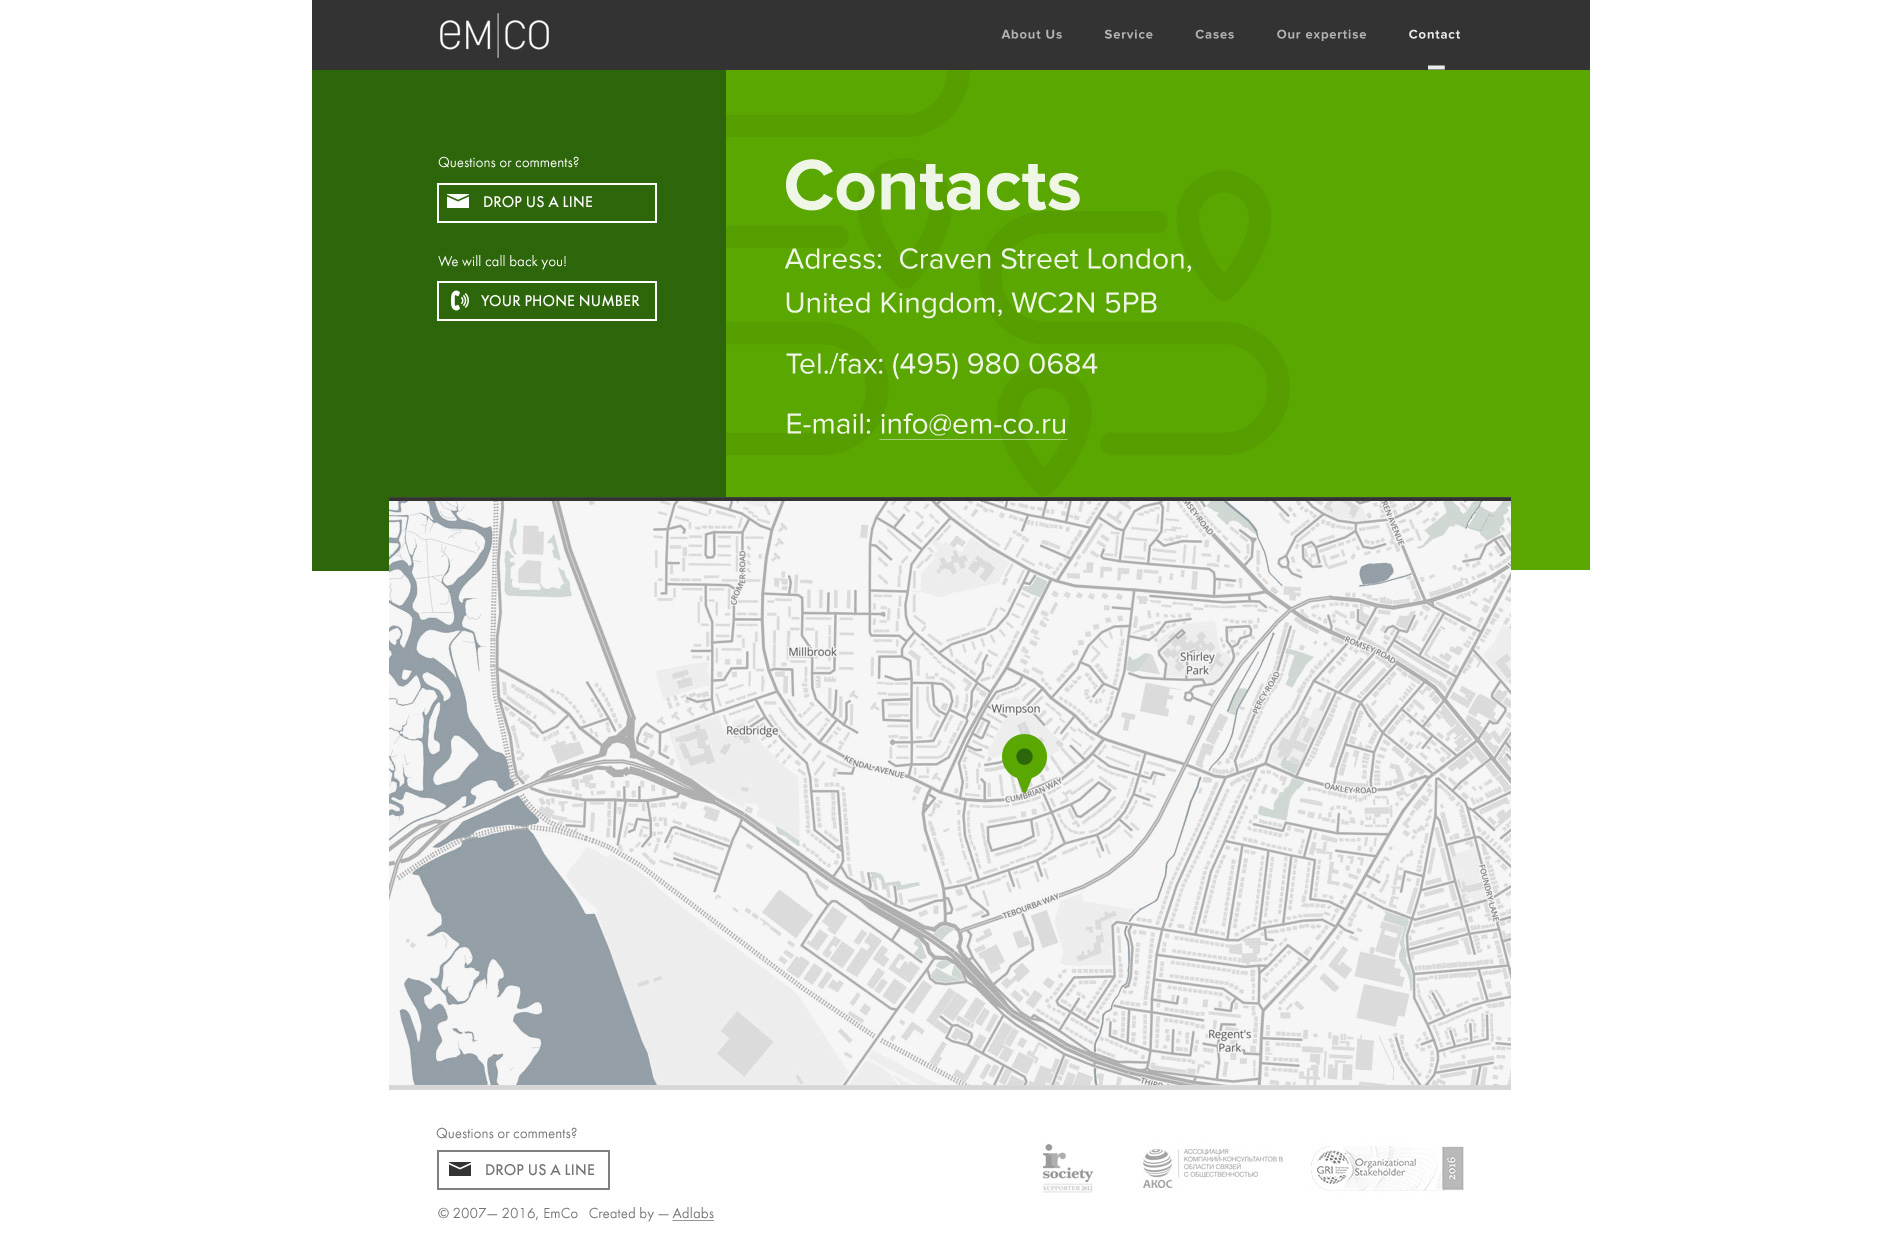 em|co
About Us Service Cases Our expertise Contact
Questions or comments?
DROP US A LINE
We will call back you!
YOUR PHONE NUMBER
Contacts
Adress: Craven Street London,
United Kingdom, WC2N 5PB
Tel./fax: (495) 980 0684
E-mail: info@em-co.ru
CROMER ROAD
ROMSEY ROAD
Millbrook
Shirley
Park
PERCY ROAD
Wimpson
Redbridge
KENDAL AVENUE
CUMBRIAN WAY
OAKLEY ROAD
FOUNDRY LANE
TEBOURBA WAY
Regent's
Park
THIRD
Questions or comments?
DROP US A LINE
© 2007— 2016, EmCo Created by — Adlabs
ir
society
SUPPORTER 2012
АКОС
АССОЦИАЦИЯ
КОМПАНИЙ-КОНСУЛЬТАНТОВ В
ОБЛАСТИ СВЯЗЕЙ
С ОБЩЕСТВЕННОСТЬЮ
GRI
Organizational
Stakeholder
2016